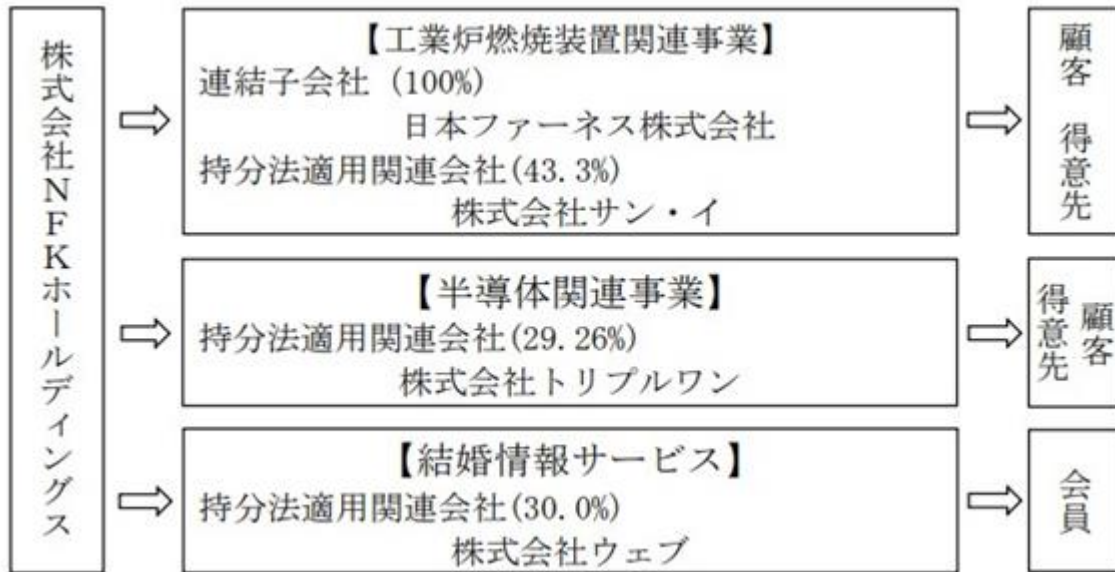 株式会社NFKホールディングス
【工業炉燃焼装置関連事業】
連結子会社 (100%)
日本ファーネス株式会社
持分法適用関連会社(43.3%)
株式会社サン・イ
顧客 得意先
【半導体関連事業】
持分法適用関連会社(29.26%)
株式会社トリプルワン
顧客
得意先
【結婚情報サービス】
持分法適用関連会社(30.0%)
株式会社ウェブ
会員